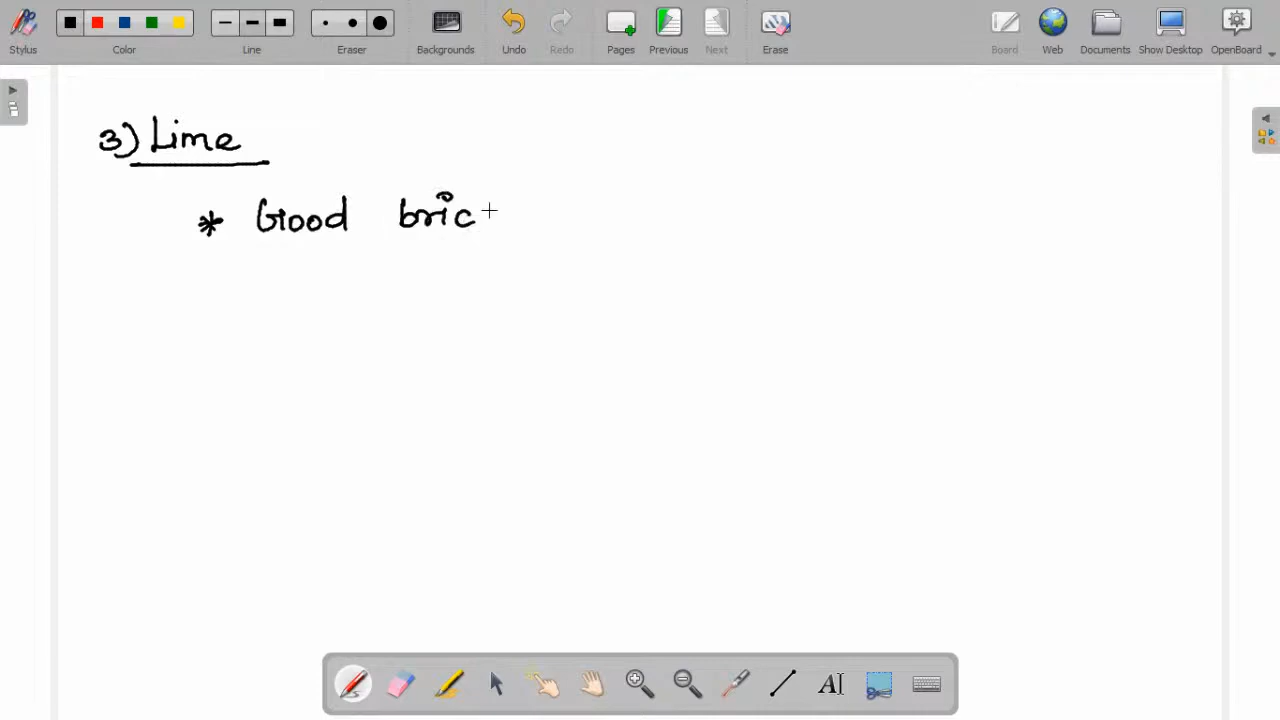 Stylus Color Line Eraser Backgrounds Undo Redo Pages Previous Next Erase Board Web Documents Show Desktop OpenBoard
3) Lime
* Good bric
AI